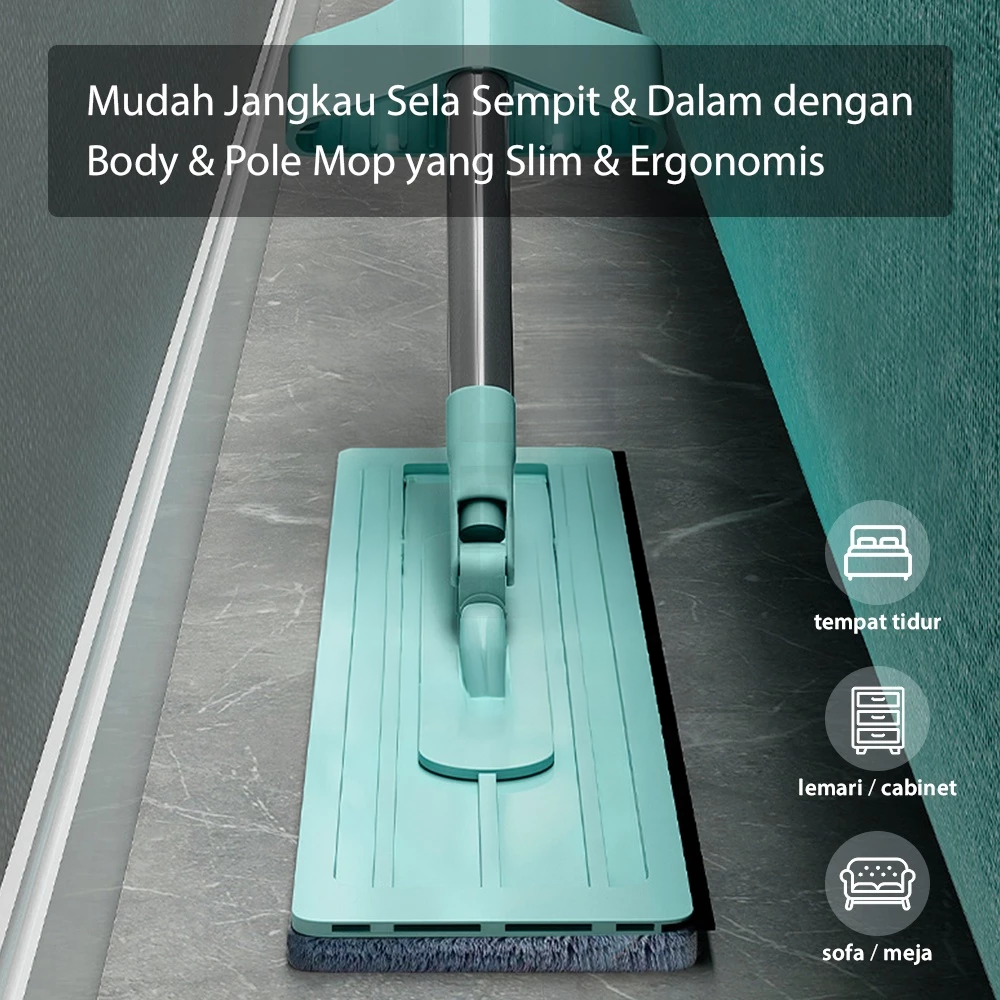 Mudah Jangkau Sela Sempit & Dalam dengan
Body & Pole Mop yang Slim & Ergonomis
tempat tidur
lemari / cabinet
sofa / meja